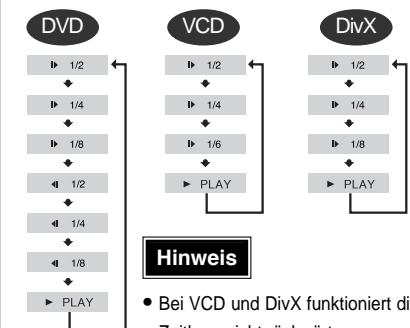 DVD VCD DivX
1/2 1/2 1/2
1/4 1/4 1/4
1/8 1/6 1/8
1/2 ► PLAY ► PLAY
1/4
1/8
► PLAY
Hinweis
• Bei VCD und DivX funktioniert